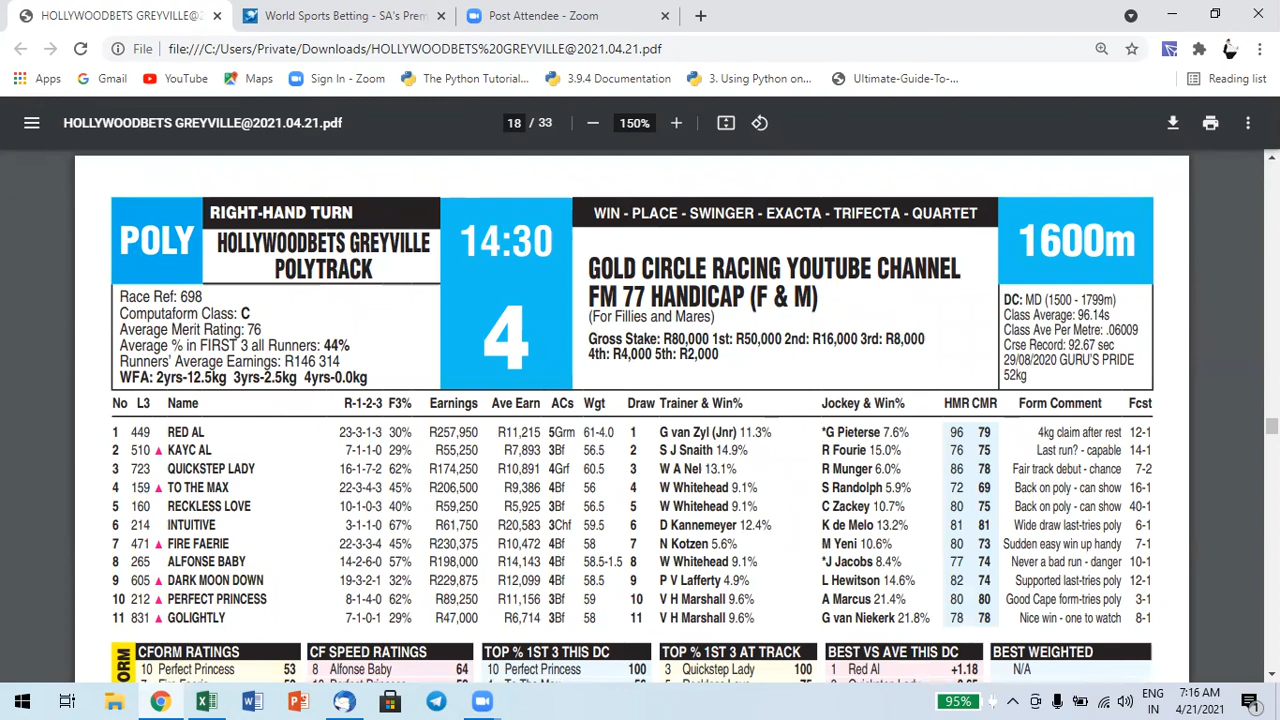 HOLLYWOODBETS GREYVILLE@2
World Sports Betting - SA's Prem
Post Attendee - Zoom
File
file:///C:/Users/Private/Downloads/HOLLYWOODBETS%20GREYVILLE@2021.04.21.pdf
Apps Gmail YouTube Maps Sign In - Zoom The Python Tutorial... 3.9.4 Documentation 3. Using Python on... Ultimate-Guide-To-... Reading list
HOLLYWOODBETS GREYVILLE@2021.04.21.pdf 18 / 33 150%
POLY
RIGHT-HAND TURN
HOLLYWOODBETS GREYVILLE
POLYTRACK
Race Ref: 698
Computaform Class: C
Average Merit Rating: 76
Average % in FIRST 3 all Runners: 44%
Runners' Average Earnings: R146 314
WFA: 2yrs-12.5kg 3yrs-2.5kg 4yrs-0.0kg
14:30
4
WIN - PLACE - SWINGER - EXACTA - TRIFECTA - QUARTET
GOLD CIRCLE RACING YOUTUBE CHANNEL
FM 77 HANDICAP (F & M)
(For Fillies and Mares)
Gross Stake: R80,000 1st: R50,000 2nd: R16,000 3rd: R8,000
4th: R4,000 5th: R2,000
1600m
DC: MD (1500 - 1799m)
Class Average: 96.14s
Class Ave Per Metre: .06009
Crse Record: 92.67 sec
29/08/2020 GURU'S PRIDE
52kg
No L3 Name R-1-2-3 F3% Earnings Ave Earn ACs Wgt Draw Trainer & Win% Jockey & Win% HMR CMR Form Comment Fcst
1 449 RED AL 23-3-1-3 30% R257,950 R11,215 5Grm 61-4.0 1 G van Zyl (Jnr) 11.3% *G Pieterse 7.6% 96 79 4kg claim after rest 12-1
2 510 ▲ KAYC AL 7-1-1-0 29% R55,250 R7,893 3Bf 56.5 2 S J Snaith 14.9% R Fourie 15.0% 76 75 Last run? - capable 14-1
3 723 QUICKSTEP LADY 16-1-7-2 62% R174,250 R10,891 4Grf 60.5 3 W A Nel 13.1% R Munger 6.0% 86 78 Fair track debut - chance 7-2
4 159 ▲ TO THE MAX 22-3-4-3 45% R206,500 R9,386 4Bf 56 4 W Whitehead 9.1% S Randolph 5.9% 72 69 Back on poly - can show 16-1
5 160 RECKLESS LOVE 10-1-0-3 40% R59,250 R5,925 3Bf 56.5 5 W Whitehead 9.1% C Zackey 10.7% 80 75 Back on poly - can show 40-1
6 214 INTUITIVE 3-1-1-0 67% R61,750 R20,583 3Chf 59.5 6 D Kannemeyer 12.4% K de Melo 13.2% 81 81 Wide draw last-tries poly 6-1
7 471 ▲ FIRE FAERIE 22-3-3-4 45% R230,375 R10,472 4Bf 58 7 N Kotzen 5.6% M Yeni 10.6% 80 73 Sudden easy win up handy 7-1
8 265 ALFONSE BABY 14-2-6-0 57% R198,000 R14,143 4Bf 58.5-1.5 8 W Whitehead 9.1% *J Jacobs 8.4% 77 74 Never a bad run - danger 10-1
9 605 ▲ DARK MOON DOWN 19-3-2-1 32% R229,875 R12,099 4Bf 58.5 9 P V Lafferty 4.9% L Hewitson 14.6% 82 74 Supported last-tries poly 12-1
10 212 ▲ PERFECT PRINCESS 8-1-4-0 62% R89,250 R11,156 3Bf 59 10 V H Marshall 9.6% A Marcus 21.4% 80 80 Good Cape form-tries poly 3-1
11 831 ▲ GOLIGHTLY 7-1-0-1 29% R47,000 R6,714 3Bf 58 11 V H Marshall 9.6% G van Niekerk 21.8% 78 78 Nice win - one to watch 8-1
CFORM RATINGS CF SPEED RATINGS TOP % 1ST 3 THIS DC TOP % 1ST 3 AT TRACK BEST VS AVE THIS DC BEST WEIGHTED
10 Perfect Princess 53 8 Alfonse Baby 64 10 Perfect Princess 100 3 Quickstep Lady 100 1 Red Al +1.18 N/A
95% ENG 7:16 AM
IN 4/21/2021